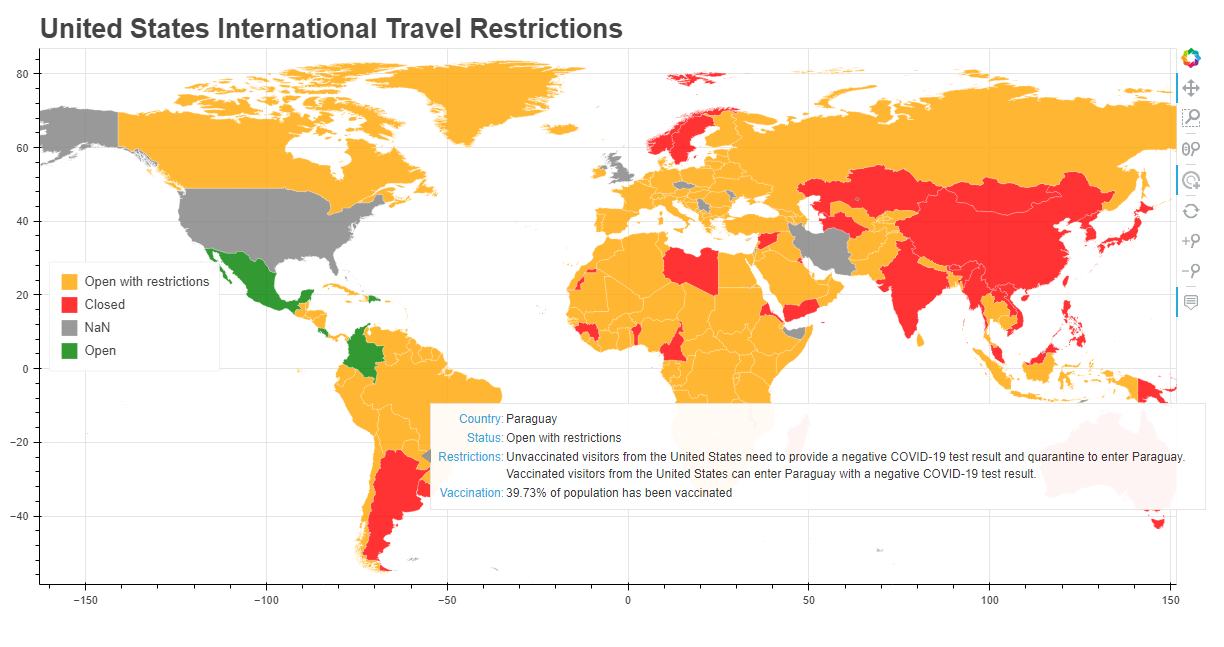 United States International Travel Restrictions
80
60
40
20
0
−20
−40
Open with restrictions
Closed
NaN
Open
Country: Paraguay
Status: Open with restrictions
Restrictions: Unvaccinated visitors from the United States need to provide a negative COVID-19 test result and quarantine to enter Paraguay.
Vaccinated visitors from the United States can enter Paraguay with a negative COVID-19 test result.
Vaccination: 39.73% of population has been vaccinated
−150 −100 −50 0 50 100 150